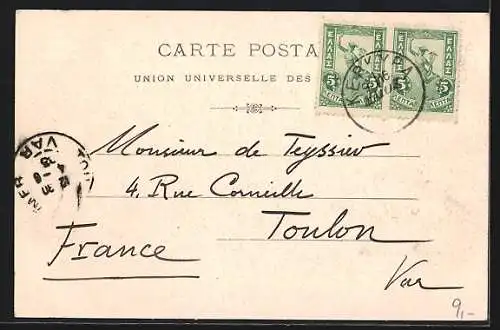 CARTE POSTA
UNION UNIVERSELLE DES
ΕΛΛΑΣ ΕΛΛΑΣ
5 5 5 5
ΛΕΠΤΑ ΛΕΠΤΑ
ΚΕΡΚΥΡΑ
VAR
Monsieur de Teyssier
4, Rue Corneille
Toulon
France
Var
9,-